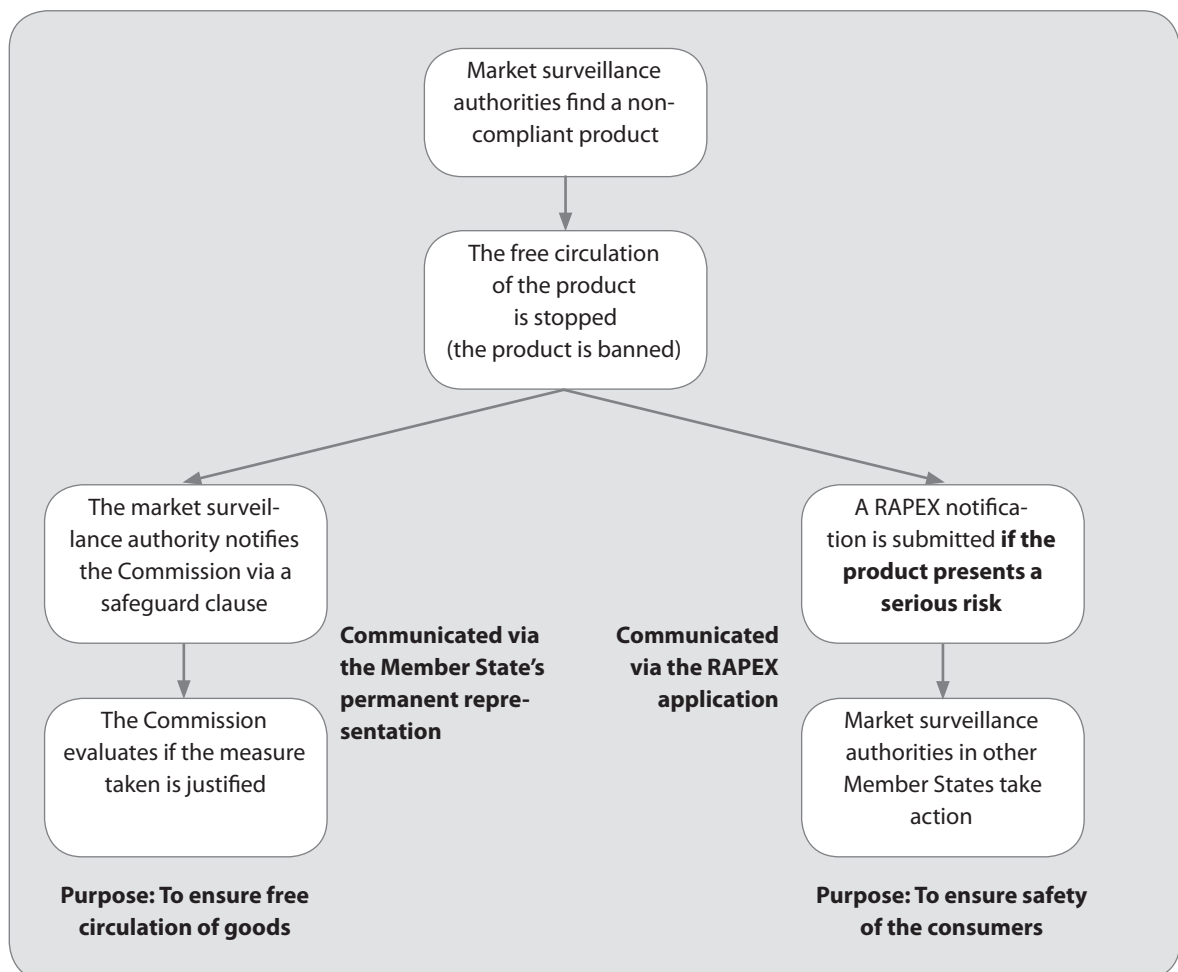 Market surveillance
authorities find a non-
compliant product
The free circulation
of the product
is stopped
(the product is banned)
The market surveil-
lance authority notifies
the Commission via a
safeguard clause
A RAPEX notifica-
tion is submitted if the
product presents a
serious risk
Communicated via
the Member State’s
permanent repre-
sentation
Communicated
via the RAPEX
application
The Commission
evaluates if the measure
taken is justified
Market surveillance
authorities in other
Member States take
action
Purpose: To ensure free
circulation of goods
Purpose: To ensure safety
of the consumers